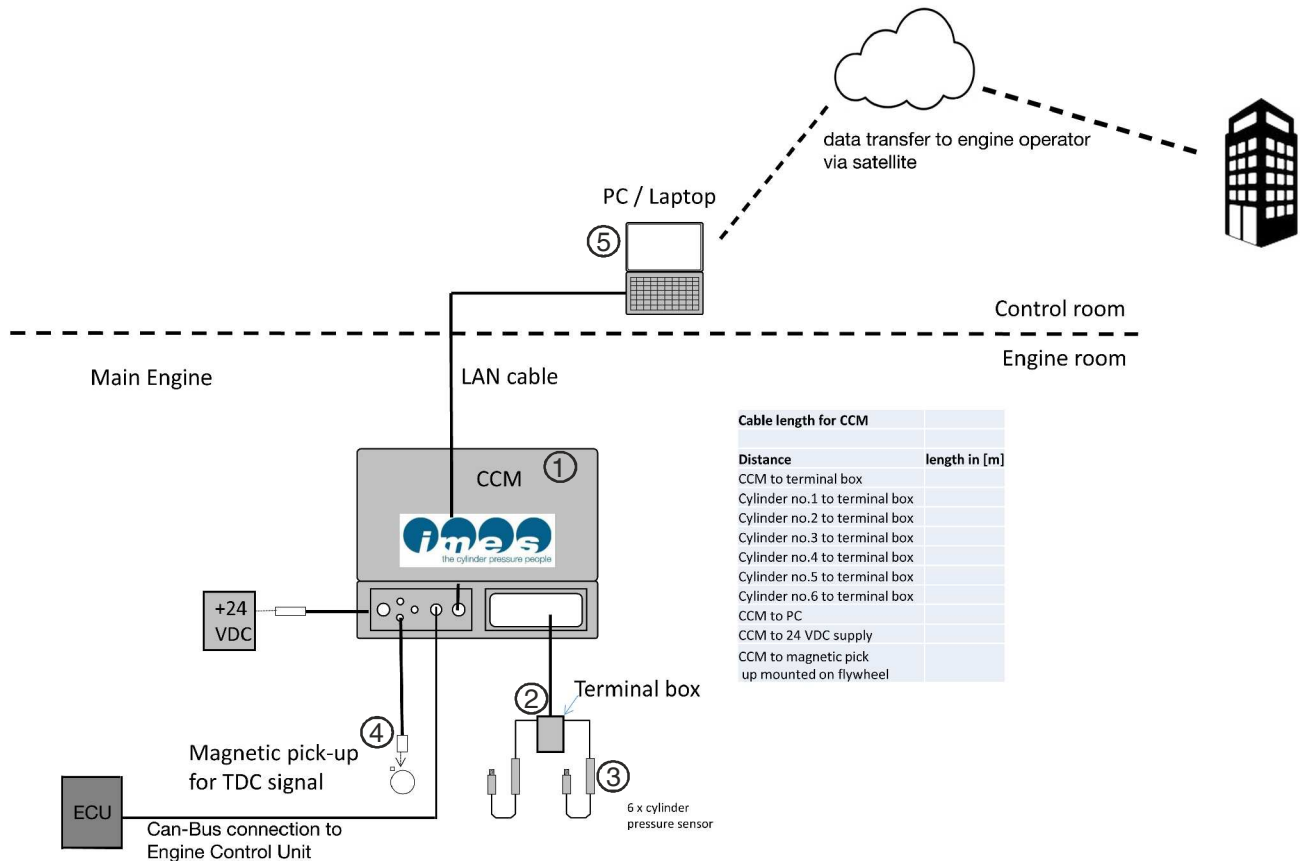 data transfer to engine operator
via satellite
PC / Laptop
5
Control room
Engine room
Main Engine
LAN cable
CCM
1
imes
the cylinder pressure people
+24
VDC
Cable length for CCM
Distance length in [m]
CCM to terminal box
Cylinder no.1 to terminal box
Cylinder no.2 to terminal box
Cylinder no.3 to terminal box
Cylinder no.4 to terminal box
Cylinder no.5 to terminal box
Cylinder no.6 to terminal box
CCM to PC
CCM to 24 VDC supply
CCM to magnetic pick
up mounted on flywheel
2
Terminal box
4
Magnetic pick-up
for TDC signal
3
6 x cylinder
pressure sensor
ECU
Can-Bus connection to
Engine Control Unit